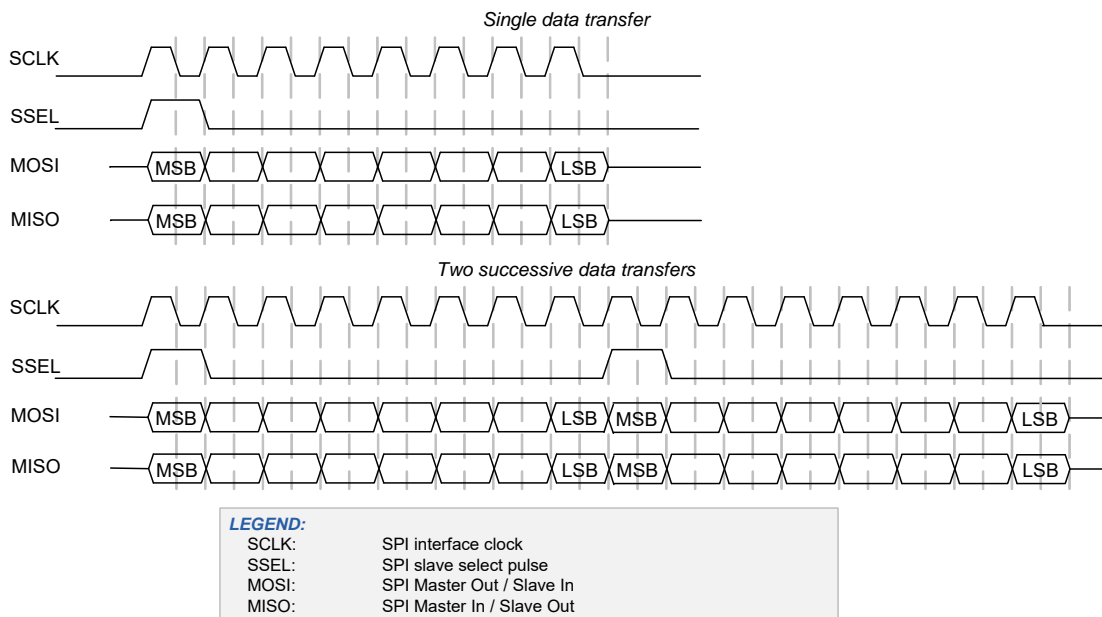 Single data transfer
SCLK
SSEL
MOSI MSB LSB
MISO MSB LSB
Two successive data transfers
SCLK
SSEL
MOSI MSB LSB MSB LSB
MISO MSB LSB MSB LSB
LEGEND:
SCLK: SPI interface clock
SSEL: SPI slave select pulse
MOSI: SPI Master Out / Slave In
MISO: SPI Master In / Slave Out